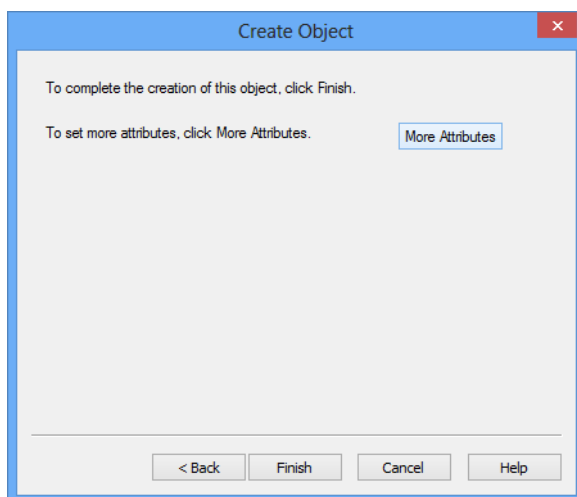 Create Object
To complete the creation of this object, click Finish.
To set more attributes, click More Attributes.
More Attributes
< Back
Finish
Cancel
Help